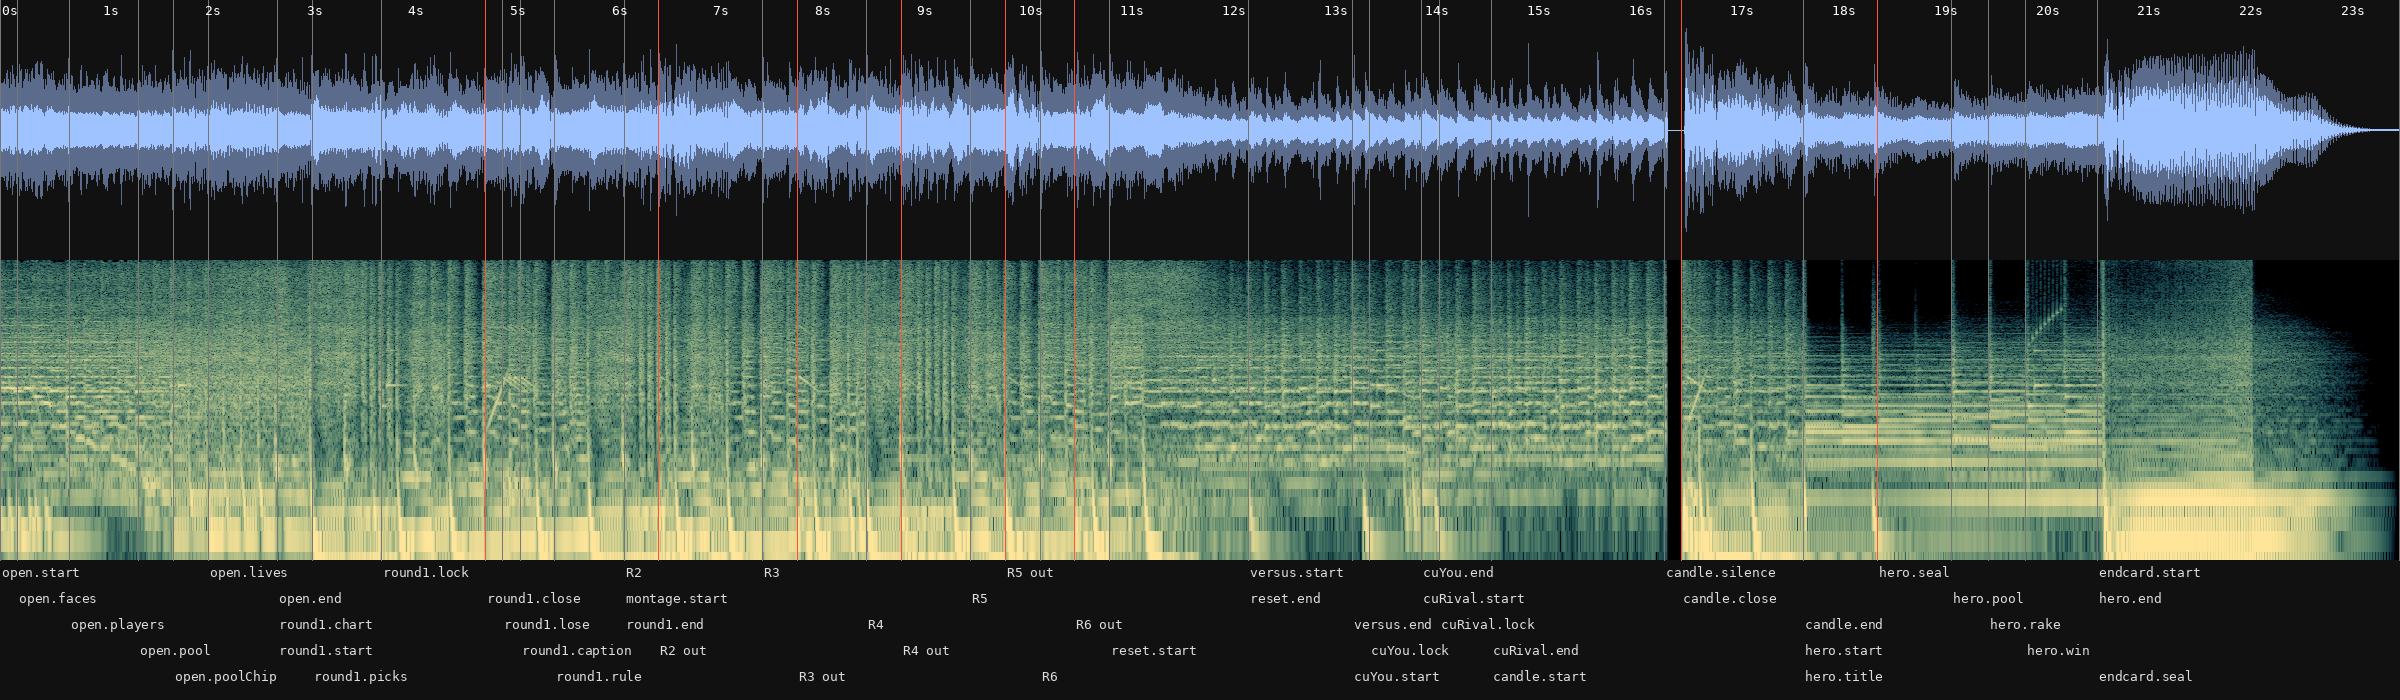 0s 1s 2s 3s 4s 5s 6s 7s 8s 9s 10s 11s 12s 13s 14s 15s 16s 17s 18s 19s 20s 21s 22s 23s
open.start open.lives round1.lock R2 R3 R5 out versus.start cuYou.end candle.silence hero.seal endcard.start
open.faces open.end round1.close montage.start R5 reset.end cuRival.start candle.close hero.pool hero.end
open.players round1.chart round1.lose round1.end R4 R6 out versus.end cuRival.lock candle.end hero.rake
open.pool round1.start round1.caption R2 out R4 out reset.start cuYou.lock cuRival.end hero.start hero.win
open.poolChip round1.picks round1.rule R3 out R6 cuYou.start candle.start hero.title endcard.seal